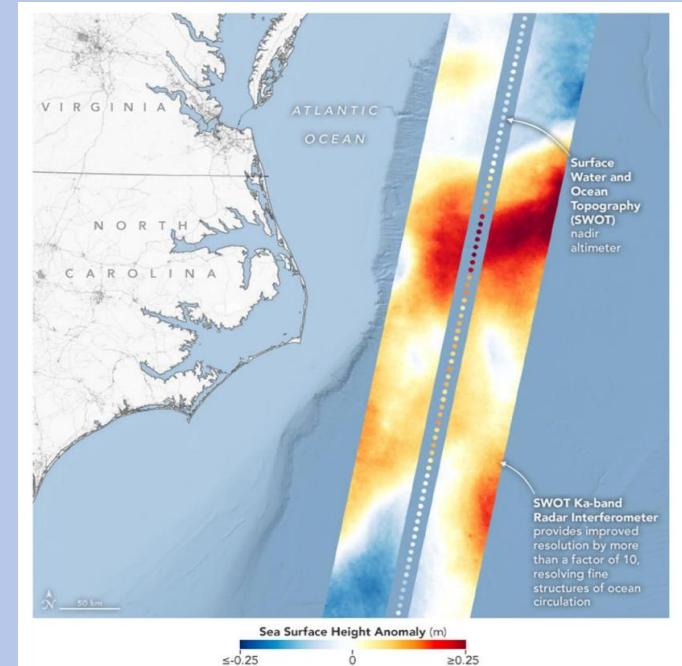 VIRGINIA
ATLANTIC
OCEAN
Surface
Water and
Ocean
Topography
(SWOT)
nadir
altimeter
NORTH
CAROLINA
SWOT Ka-band
Radar Interferometer
provides improved
resolution by more
than a factor of 10,
resolving fine
structures of ocean
circulation
N
50 km
Sea Surface Height Anomaly (m)
≤-0.25 0 ≥0.25